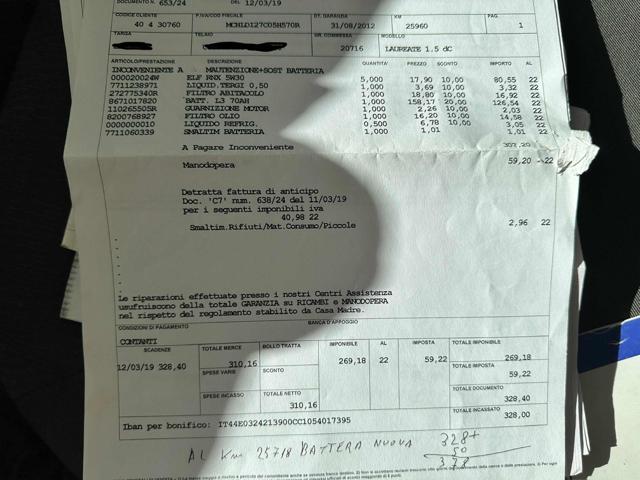 DOCUMENTO N. 653/24 DEL 12/03/19
CODICE CLIENTE P.IVA/COD FISCALE DT. GARANZIA KM PAG.
40 4 30760 MCHLD127C05H570R 31/08/2012 25960 1
TARGA TELAIO COMMESSA MODELLO
20716 LAUREATE 1.5 dC
ARTICOLO/PRESTAZIONE DESCRIZIONE QUANTITA' PREZZO SCONTO IMPORTO AL
INCONVENIENTE A MAUTENZIONE+SOST BATTERIA
000020024W ELF RNX 5W30 5,000 17,90 10,00 80,55 22
7711238971 LIQUID.TERGI 0,50 1,000 3,69 10,00 3,32 22
272775340R FILTRO ABITACOLO 1,000 18,80 10,00 16,92 22
8671017820 BATT. L3 70AH 1,000 158,17 20,00 126,54 22
110265505R GUARNIZIONE MOTOR 1,000 2,26 10,00 2,03 22
8200768927 FILTRO OLIO 1,000 16,20 10,00 14,58 22
0000000010 LIQUIDO REFRIG. 0,500 6,78 10,00 3,05 22
7711060339 SMALTIM BATTERIA 1,000 1,01 1,01 22
A Pagare Inconveniente
Manodopera 59,20 22
Detratta fattura di anticipo
Doc. 'C7' num. 638/24 del 11/03/19
per i seguenti imponibili iva
40,98 22
Smaltim.Rifiuti/Mat.Consumo/Piccole 2,96 22
Le riparazioni effettuate presso i nostri Centri Assistenza
usufruiscono della totale GARANZIA su RICAMBI e MANODOPERA
nel rispetto del regolamento stabilito da Casa Madre.
CONDIZIONI DI PAGAMENTO BANCA D'APPOGGIO
CONTANTI
SCADENZE TOTALE MERCE BOLLO TRATTA IMPONIBILE AL IMPOSTA TOTALE IMPONIBILE
12/03/19 328,40 310,16 269,18 22 59,22 269,18
SPESE VARIE SCONTO TOTALE IMPOSTA
59,22
SPESE INCASSO TOTALE NETTO TOTALE DOCUMENTO
310,16 328,40
TOTALE INCASSATO
328,00
Iban per bonifico: IT44E0324213900CC1054017395
AL KM 25718 BATTERA NUOVA 328+
50
378